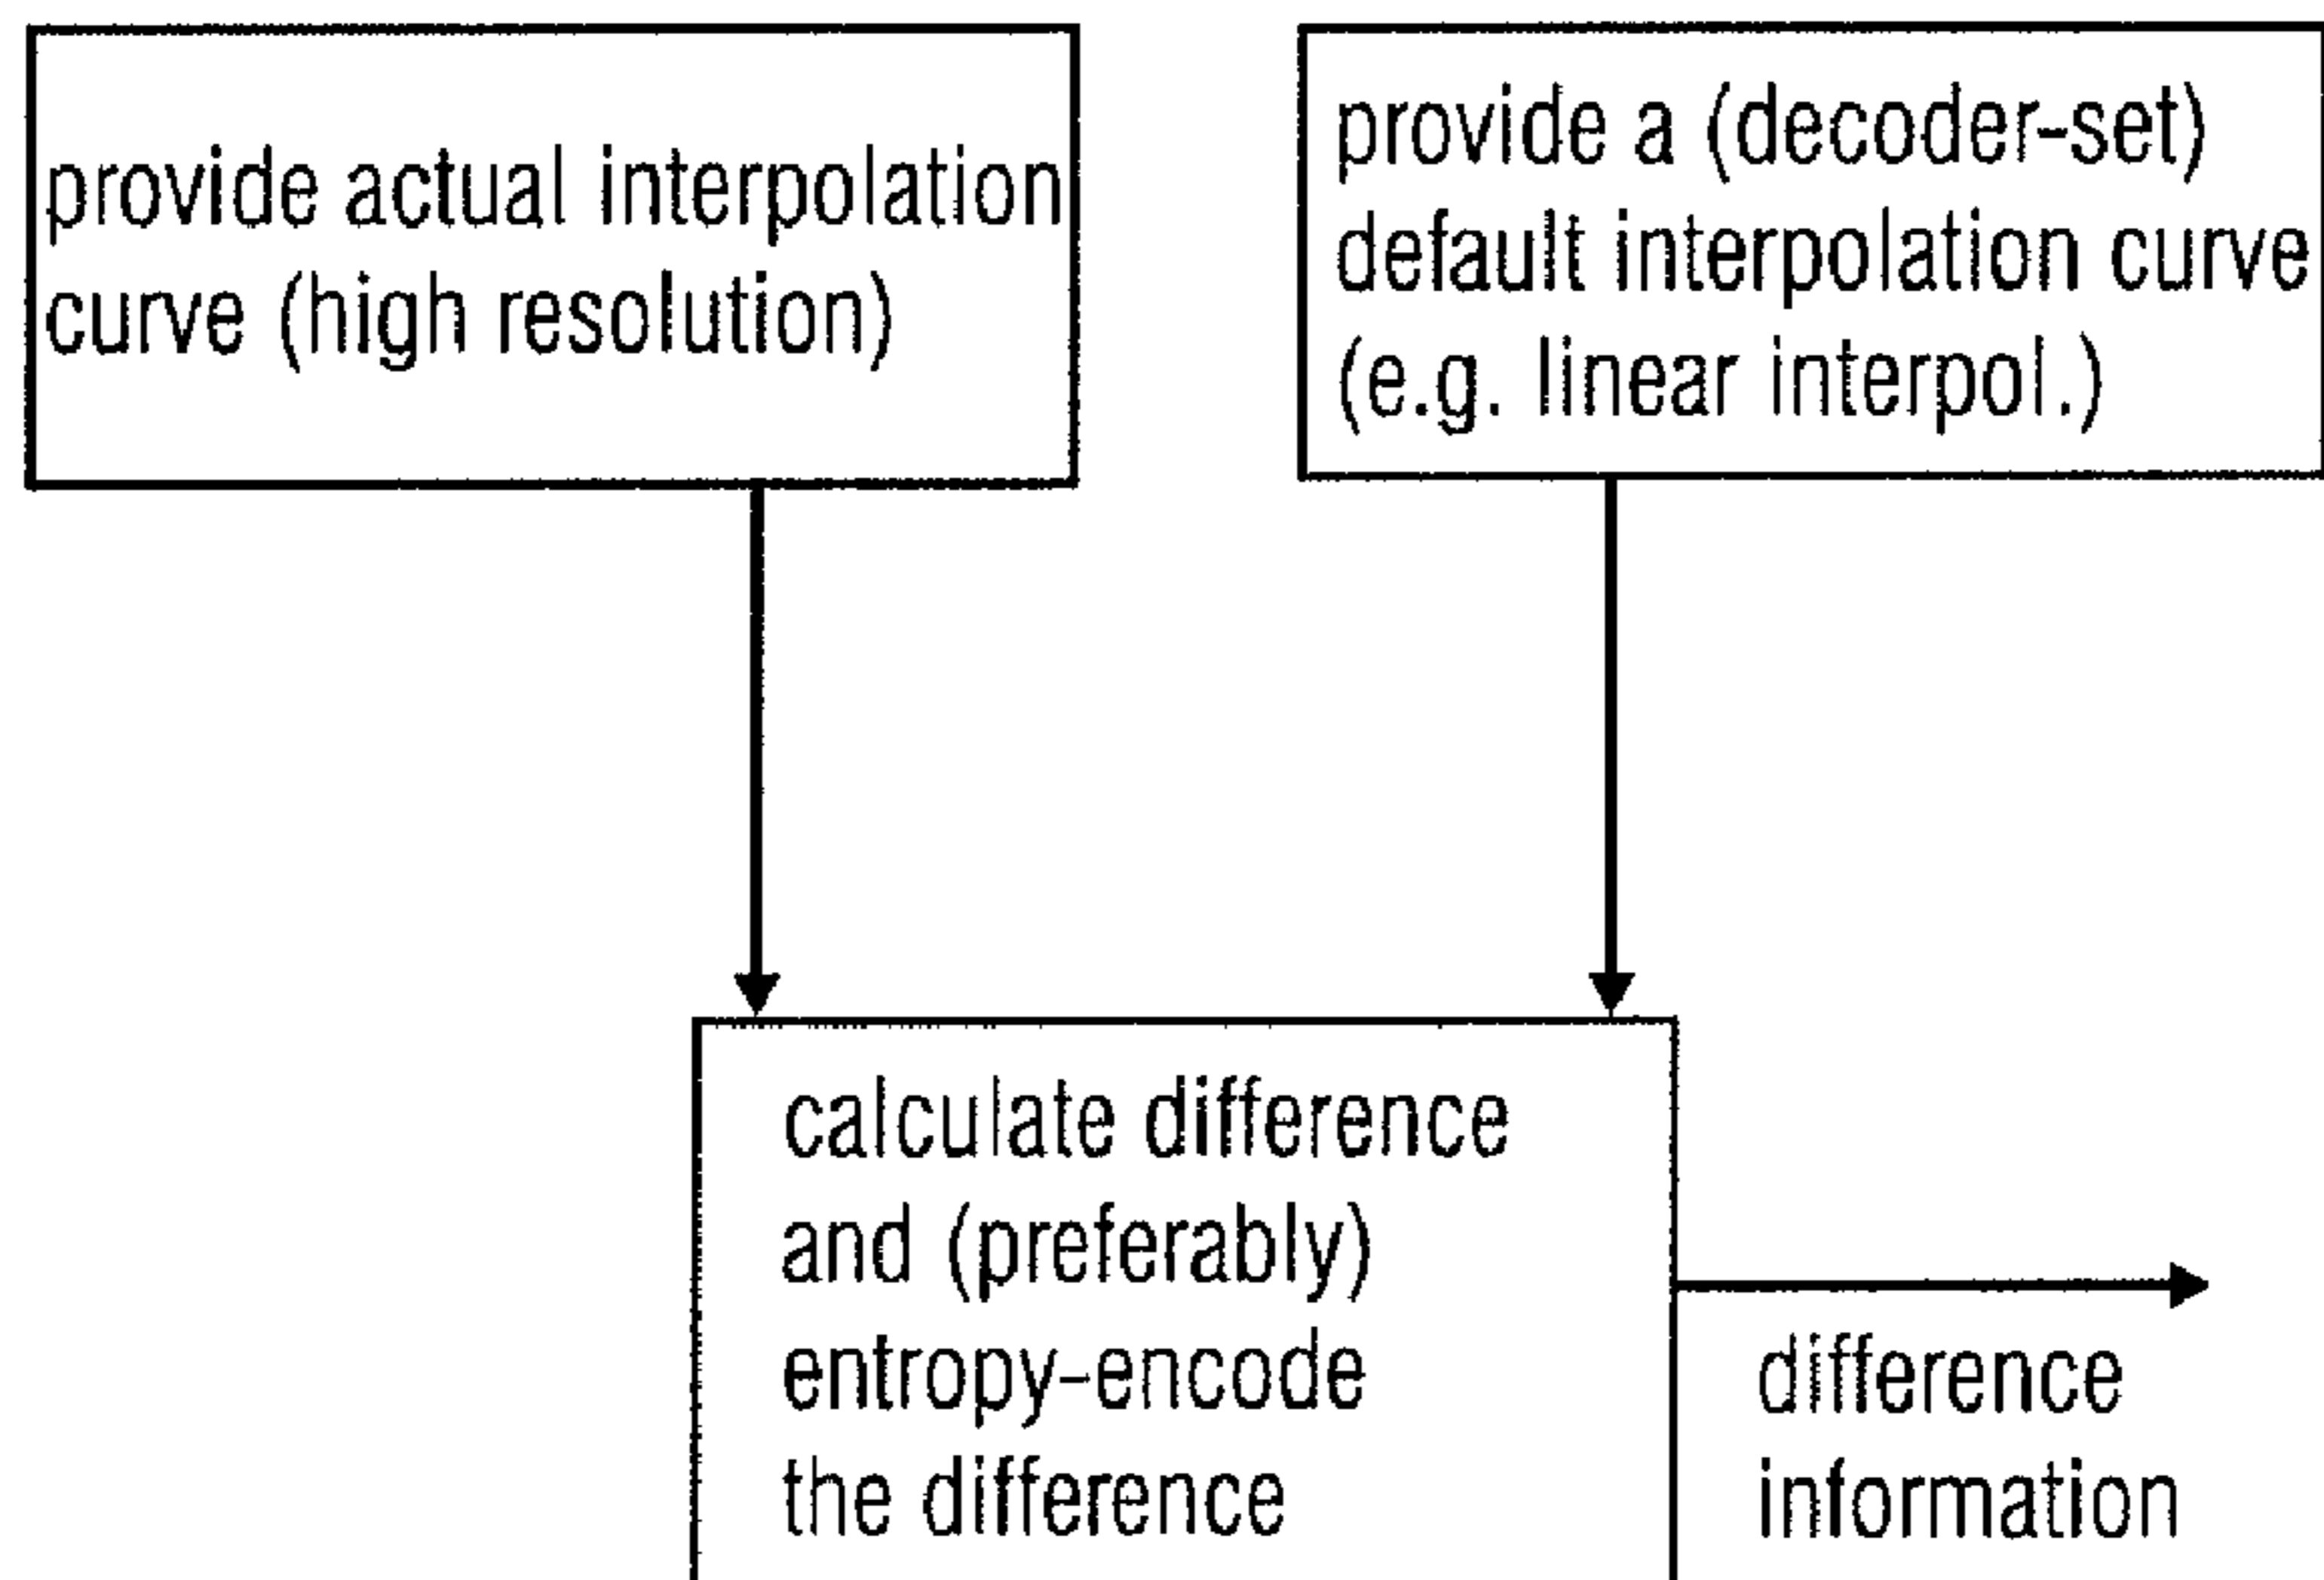 provide actual interpolation
curve (high resolution)
provide a (decoder-set)
default interpolation curve
(e.g. linear interpol.)
calculate difference
and (preferably)
entropy-encode
the difference
difference
information